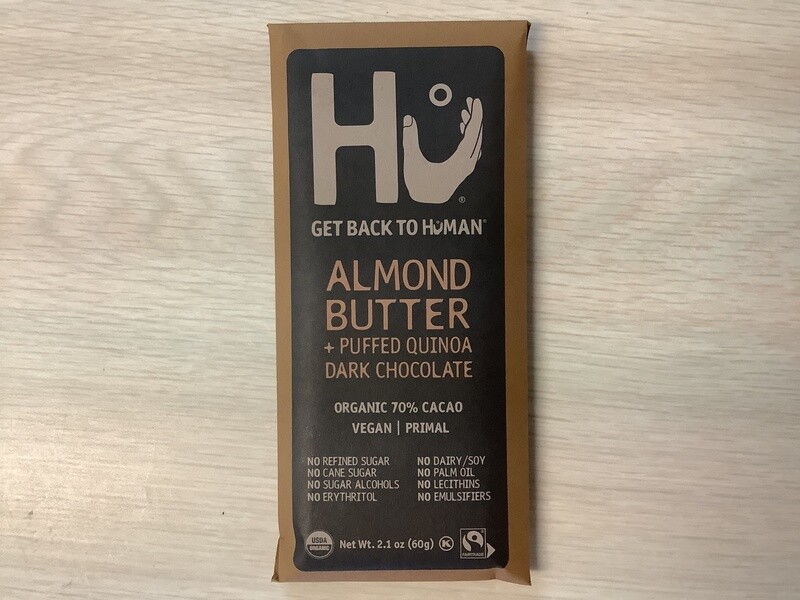 Hu
®
GET BACK TO HUMAN®
ALMOND
BUTTER
+ PUFFED QUINOA
DARK CHOCOLATE
ORGANIC 70% CACAO
VEGAN | PRIMAL
NO REFINED SUGAR
NO CANE SUGAR
NO SUGAR ALCOHOLS
NO ERYTHRITOL
NO DAIRY/SOY
NO PALM OIL
NO LECITHINS
NO EMULSIFIERS
USDA
ORGANIC
Net Wt. 2.1 oz (60g)
K
FAIRTRADE